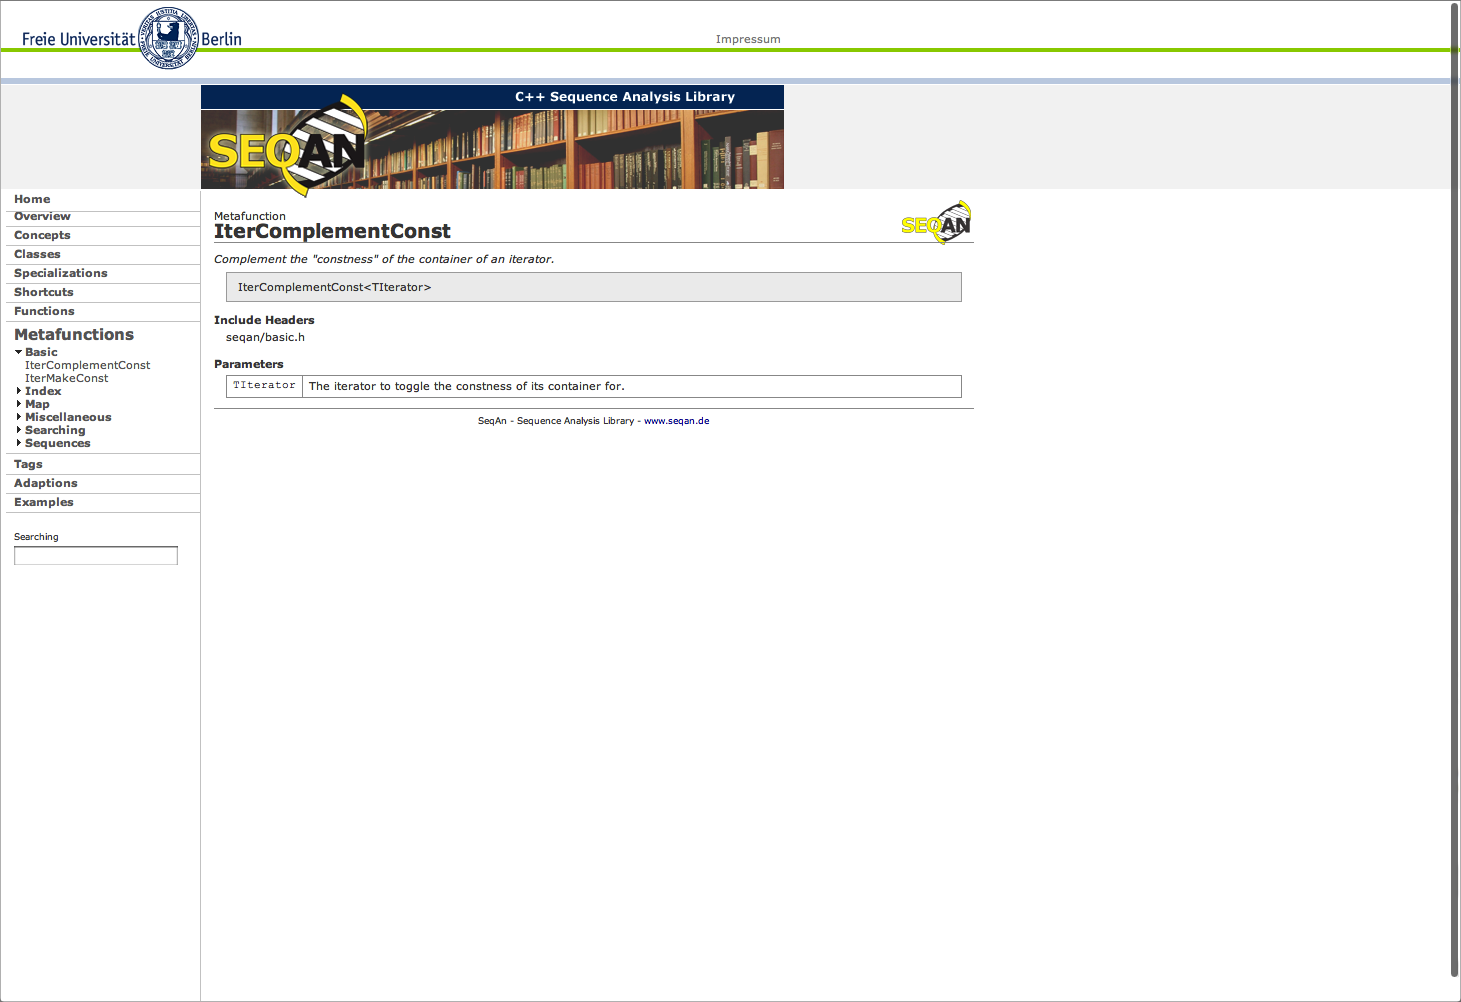 Freie Universität Berlin
Impressum
C++ Sequence Analysis Library
SEQAN
Home
Overview
Concepts
Classes
Specializations
Shortcuts
Functions
Metafunctions
Basic
IterComplementConst
IterMakeConst
Index
Map
Miscellaneous
Searching
Sequences
Tags
Adaptions
Examples
Searching
Metafunction
IterComplementConst
SEQAN
Complement the "constness" of the container of an iterator.
IterComplementConst<TIterator>
Include Headers
seqan/basic.h
Parameters
TIterator The iterator to toggle the constness of its container for.
SeqAn - Sequence Analysis Library - www.seqan.de